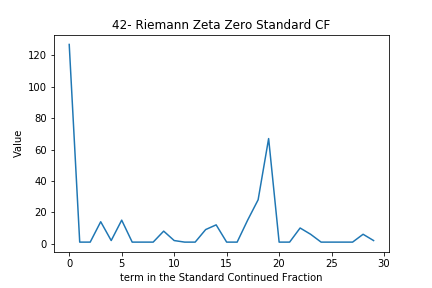 42- Riemann Zeta Zero Standard CF
120
100
80
60
40
20
0
Value
0 5 10 15 20 25 30
term in the Standard Continued Fraction